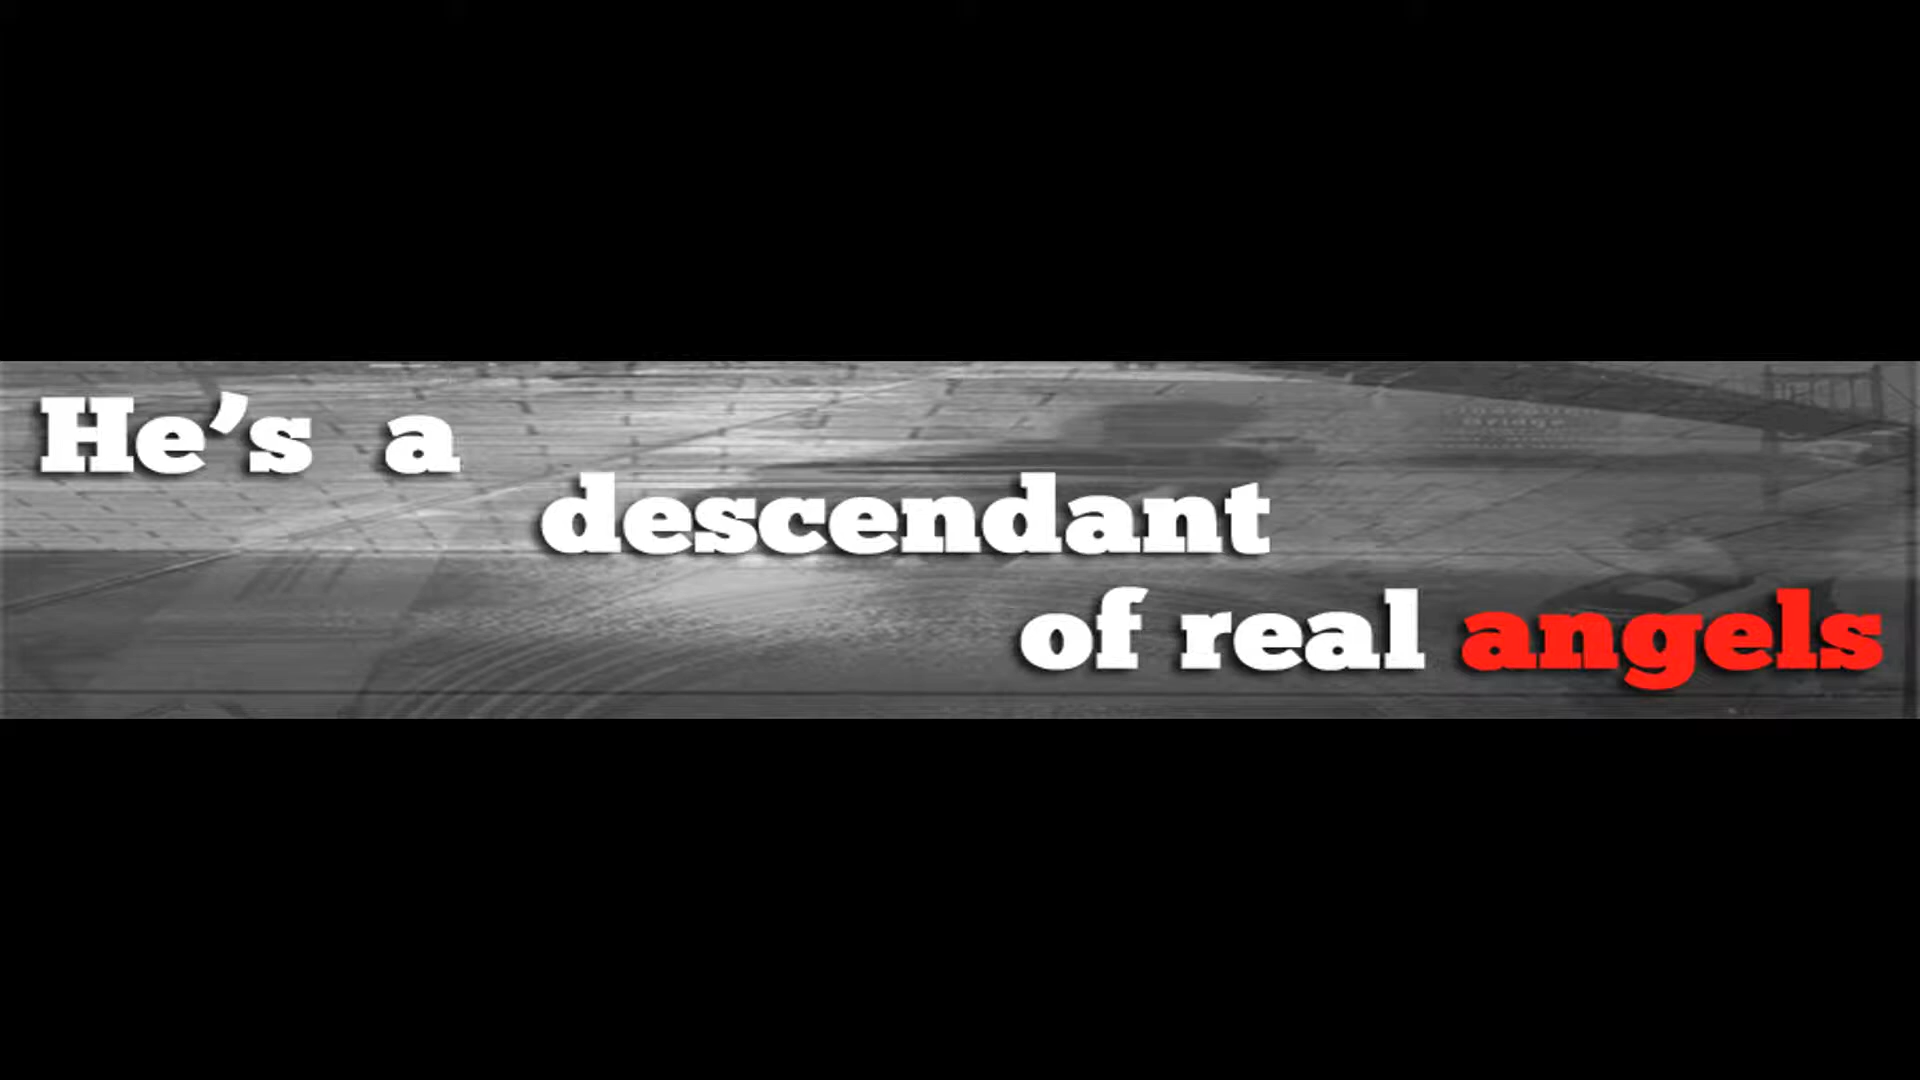 He’s a
descendant
of real angels